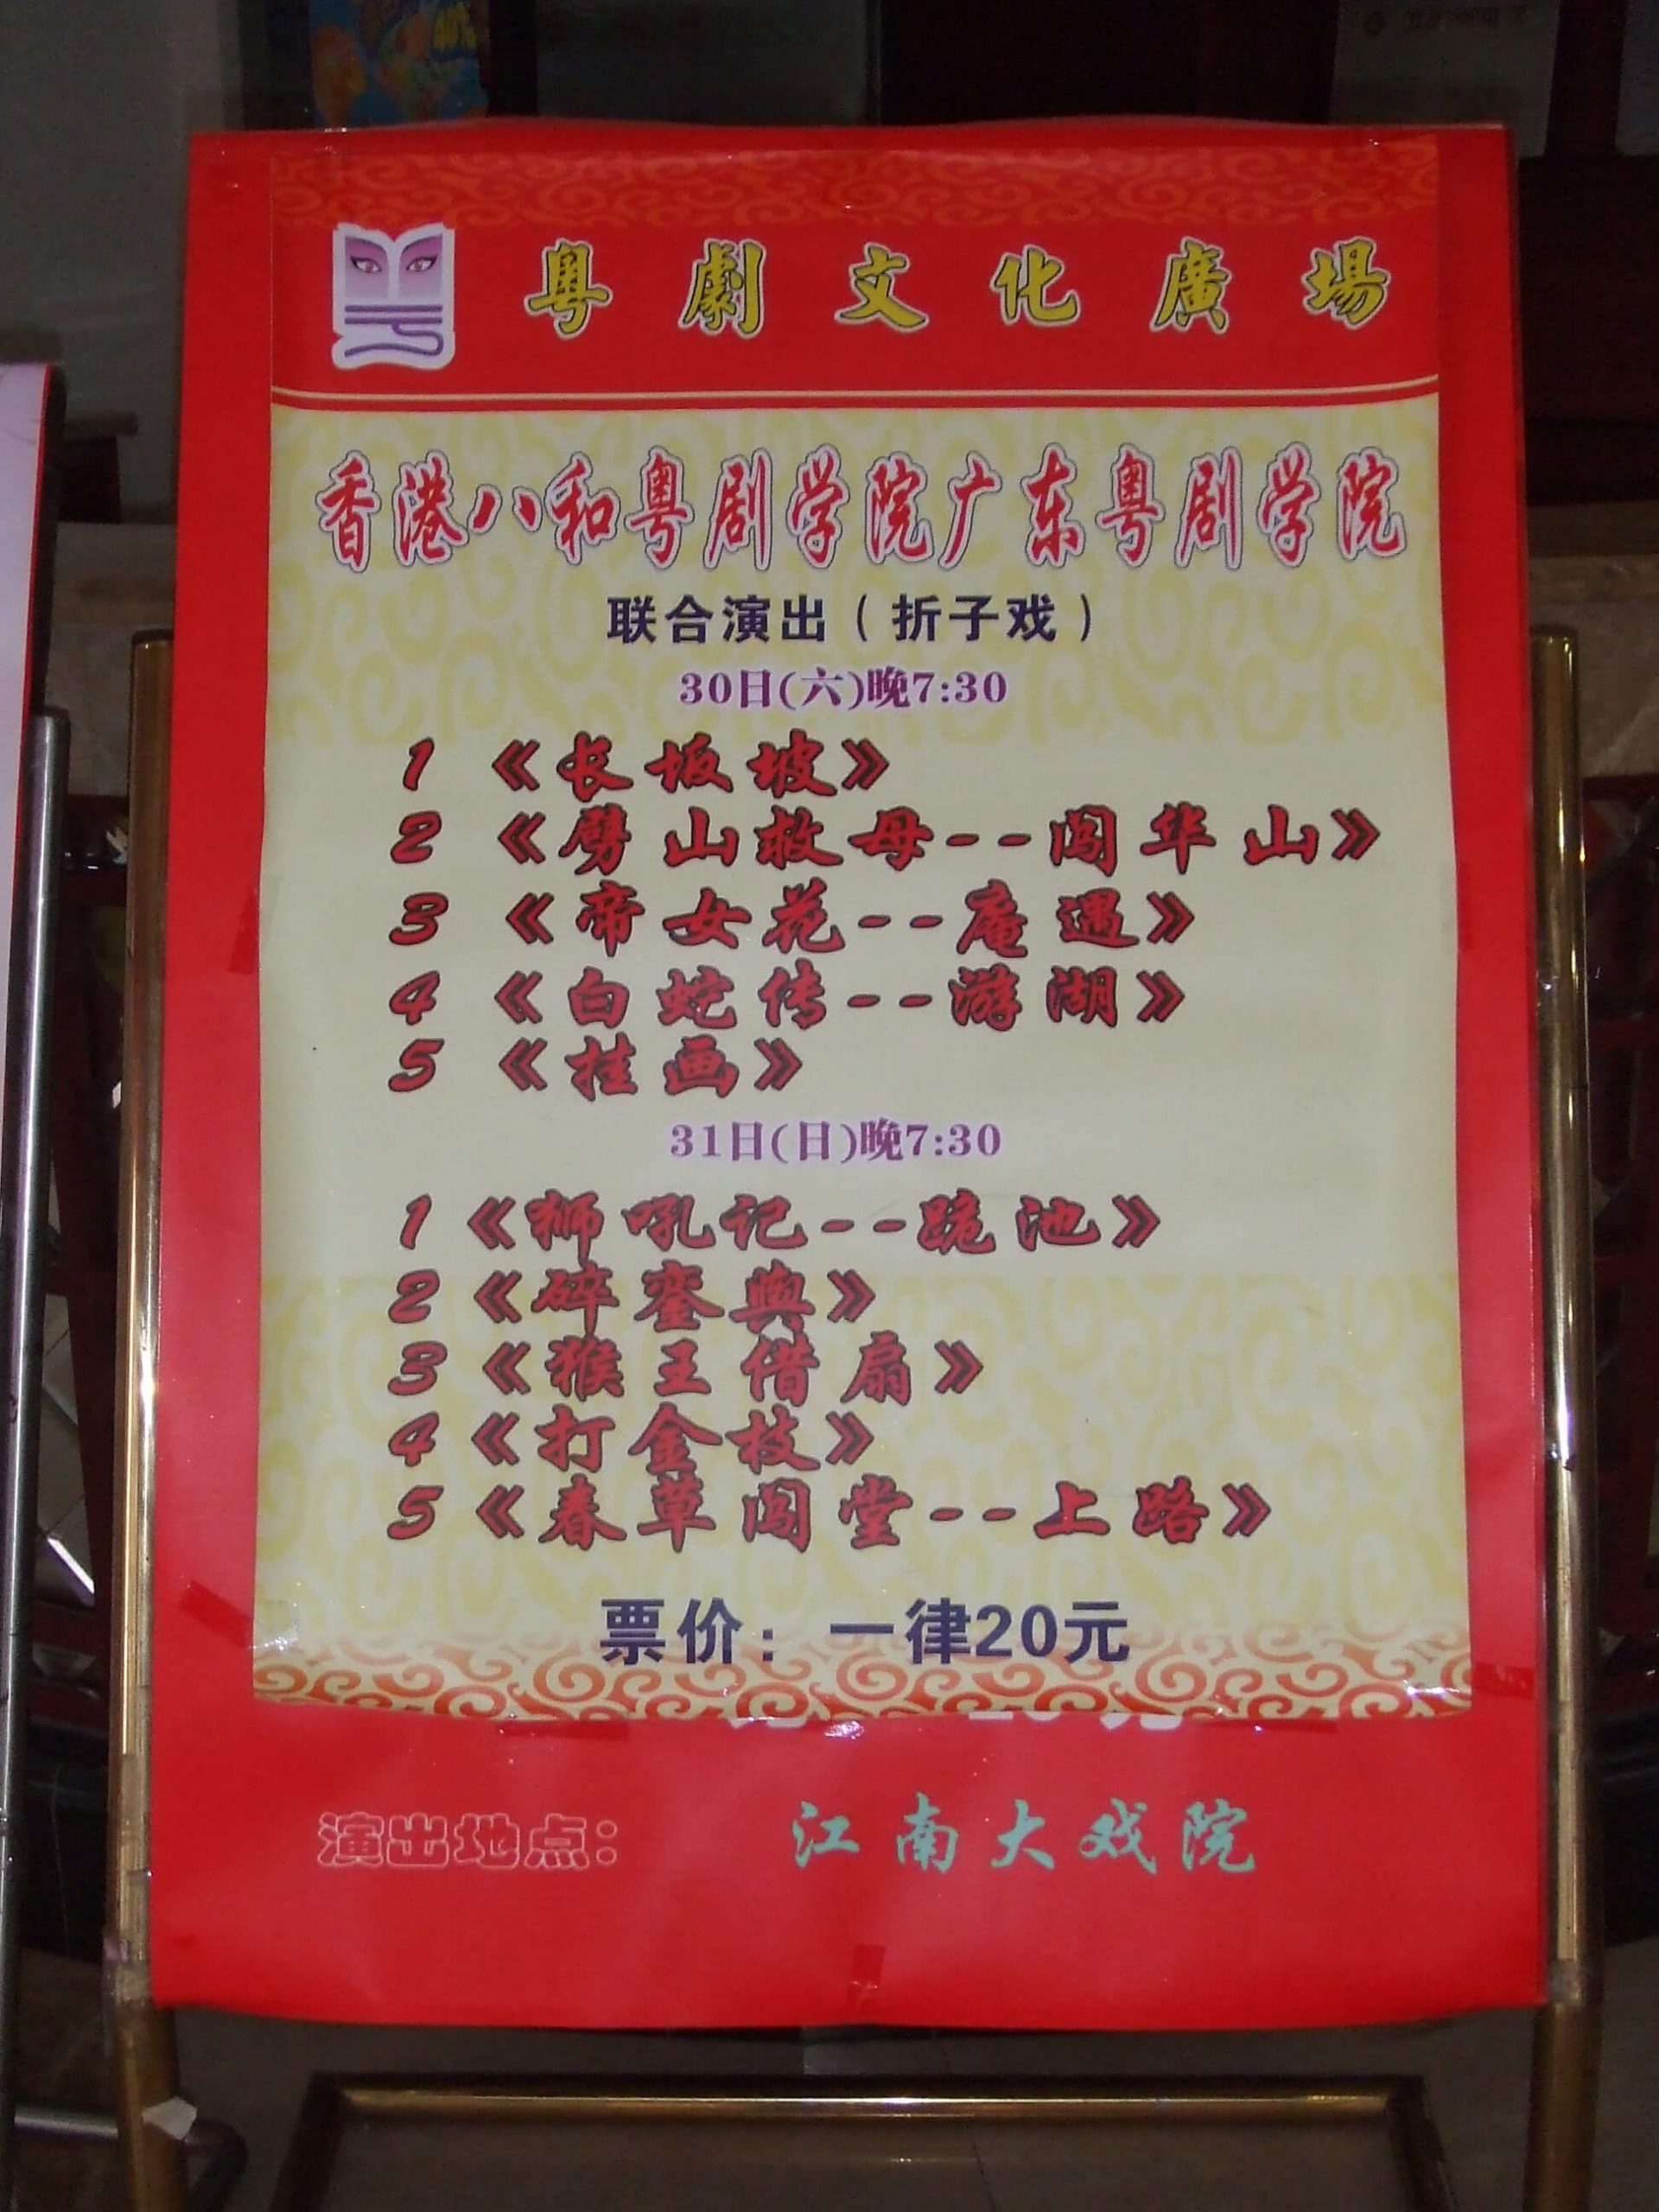 粤劇文化廣場
香港八和粤剧学院广东粤剧学院
联合演出（折子戏）
30日(六)晚7:30
1 《长坂坡》
2 《劈山救母--闯华山》
3 《帝女花--庵遇》
4 《白蛇传--游湖》
5 《挂画》
31日(日)晚7:30
1 《狮吼记--跪池》
2 《碎銮舆》
3 《猴王借扇》
4 《打金枝》
5 《春草闯堂--上路》
票价：一律20元
演出地点：江南大戏院